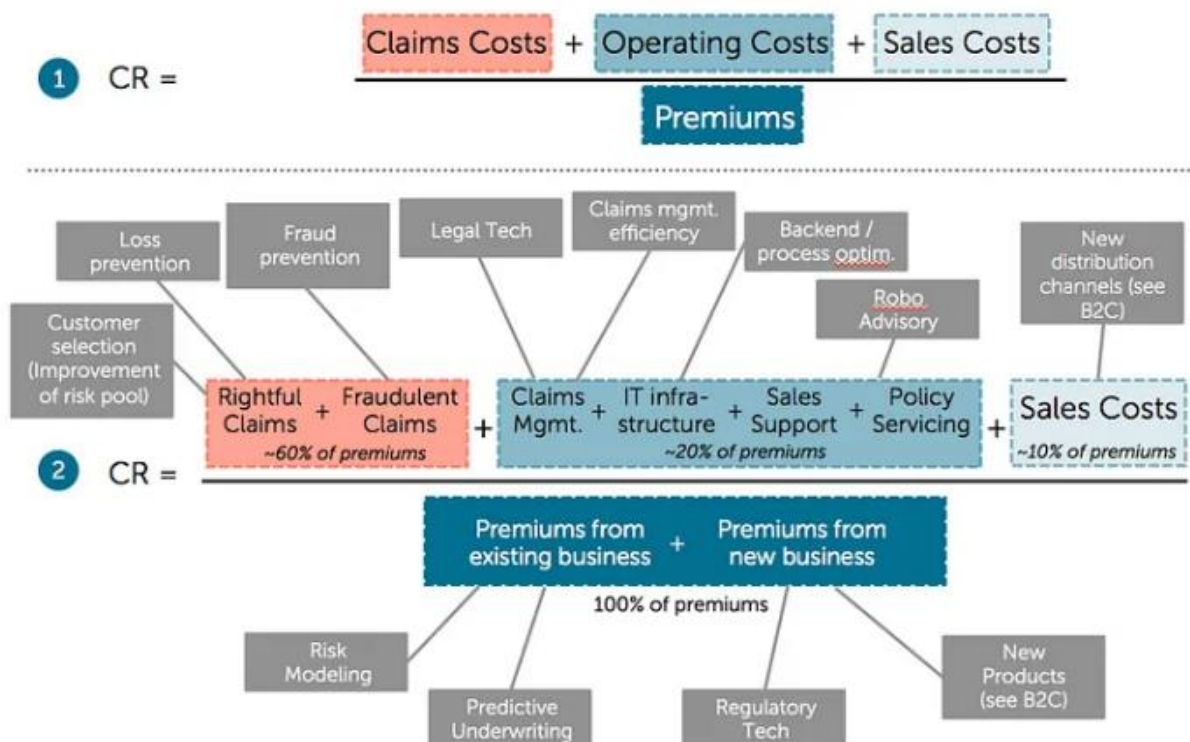 1 CR =
Claims Costs + Operating Costs + Sales Costs
Premiums
Loss
prevention
Fraud
prevention
Legal Tech
Claims mgmt.
efficiency
Backend /
process optim.
New
distribution
channels (see
B2C)
Customer
selection
(Improvement
of risk pool)
Robo
Advisory
2 CR =
Rightful
Claims
+
Fraudulent
Claims
~60% of premiums
+
Claims
Mgmt.
+
IT infra-
structure
+
Sales
Support
+
Policy
Servicing
~20% of premiums
+
Sales Costs
~10% of premiums
Premiums from
existing business
+
Premiums from
new business
100% of premiums
Risk
Modeling
Predictive
Underwriting
Regulatory
Tech
New
Products
(see B2C)